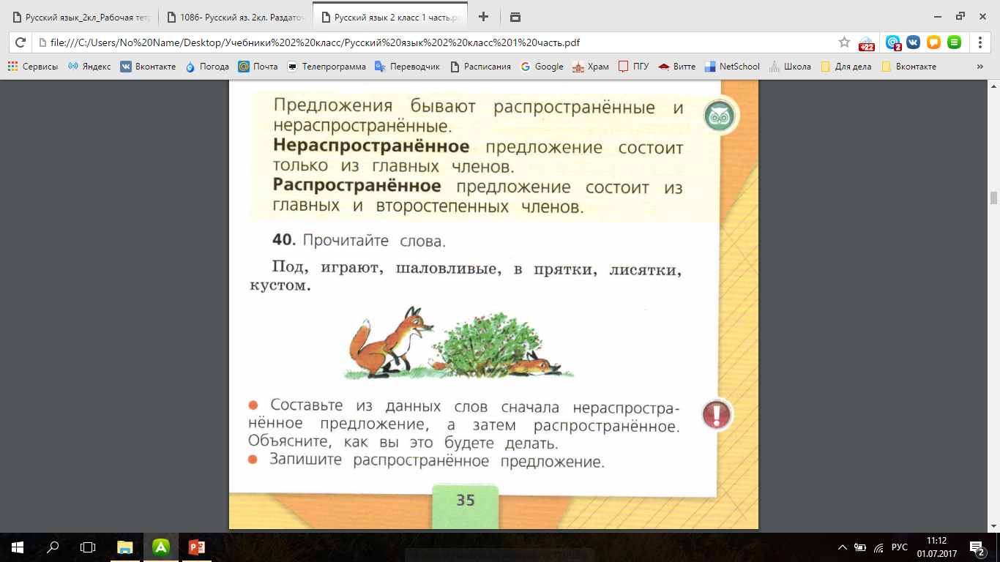 Русский язык_2кл_Рабочая тетр
1086- Русский яз. 2кл. Раздаточ
Русский язык 2 класс 1 часть.pd
file:///C:/Users/No%20Name/Desktop/Учебники%202%20класс/Русский%20язык%202%20класс%201%20часть.pdf
+22
2
Сервисы Яндекс Вконтакте Погода Почта Телепрограмма Переводчик Расписания Google Храм ПГУ Витте NetSchool Школа Для дела Вконтакте »
Предложения бывают распространённые и
нераспространённые.
Нераспространённое предложение состоит
только из главных членов.
Распространённое предложение состоит из
главных и второстепенных членов.
40. Прочитайте слова.
Под, играют, шаловливые, в прятки, лисятки,
кустом.
● Составьте из данных слов сначала нераспростра-
нённое предложение, а затем распространённое.
Объясните, как вы это будете делать.
● Запишите распространённое предложение.
35
РУС
11:12
01.07.2017
2